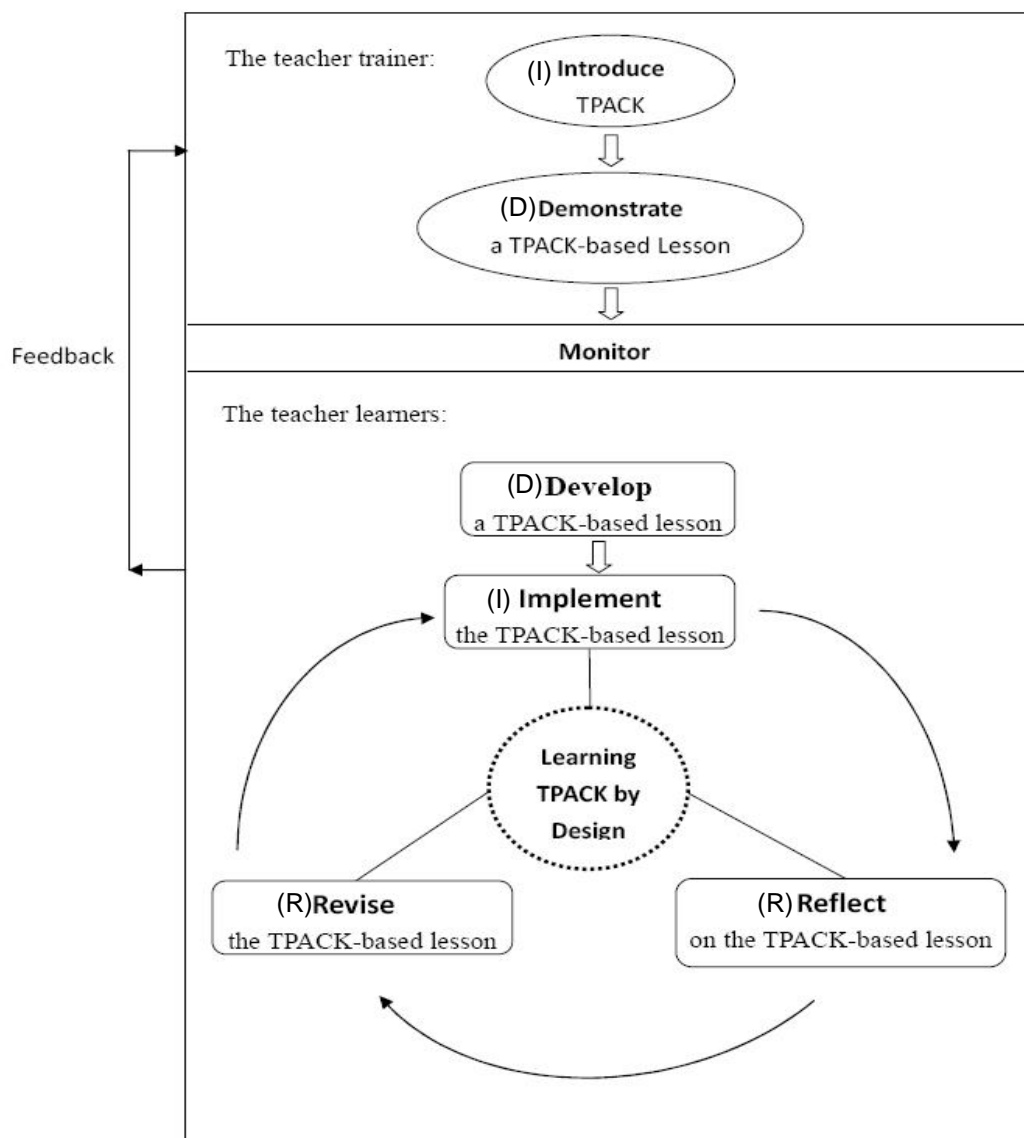 The teacher trainer:
(I) Introduce
TPACK
(D) Demonstrate
a TPACK-based Lesson
Monitor
Feedback
The teacher learners:
(D) Develop
a TPACK-based lesson
(I) Implement
the TPACK-based lesson
Learning
TPACK by
Design
(R) Revise
the TPACK-based lesson
(R) Reflect
on the TPACK-based lesson